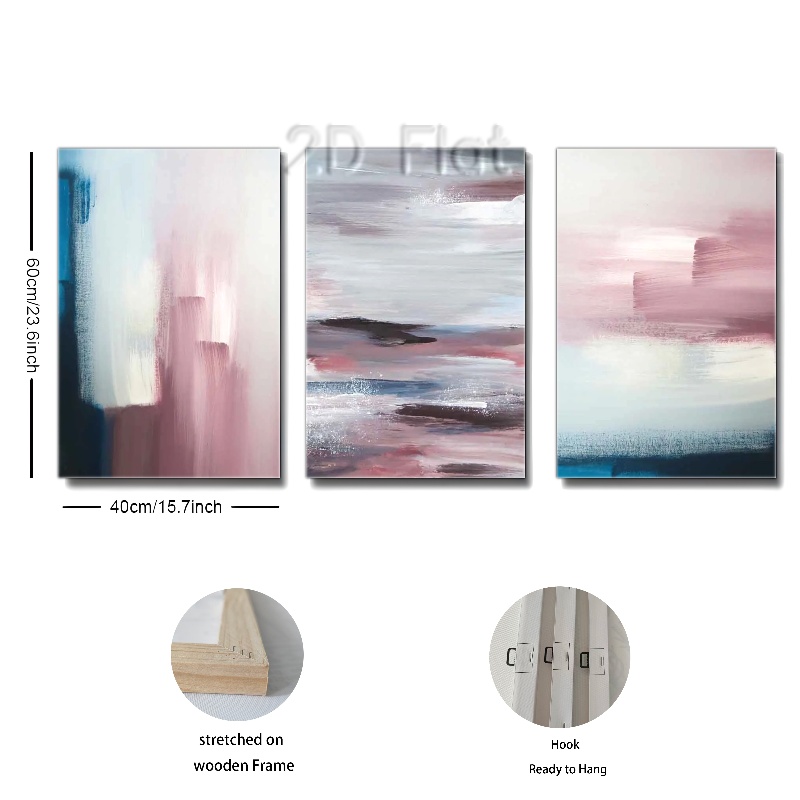 2D Flat
60cm/23.6inch
40cm/15.7inch
stretched on
wooden Frame
Hook
Ready to Hang